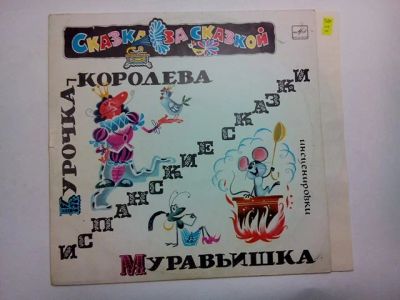 Сказка за сказкой
Курочка-
королева
Испанские сказки
инсценировки
Муравьишка